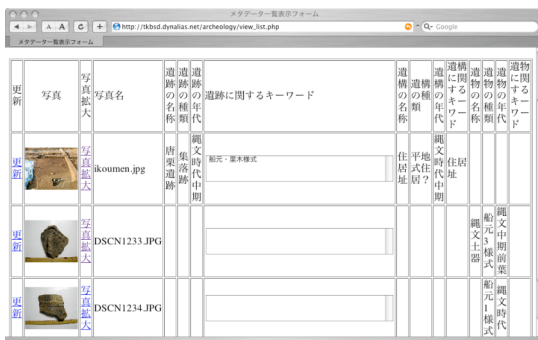 メタデーター覧表示フォーム
A A C + http://tkbsd.dynalias.net/archeology/view_list.php Q- Google
メタデーター覧表示フォーム
更新 写真 写真拡大 写真名 遺跡の名称 遺跡の種類 遺跡の年代 遺跡に関するキーワード 遺構の名称 遺構の種類 遺構の年代 遺構に関するキーワード 遺物の名称 遺物の種類 遺物の年代 遺物に関するキーワード
更新 写真拡大 ikoumen.jpg 唐栗遺跡 集落跡 縄文時代中期 船元・里木様式 住居址 平地式住居? 縄文時代中期 住居址
更新 写真拡大 DSCN1233.JPG 縄文土器 船元3様式 縄文中期前葉
更新 写真拡大 DSCN1234.JPG 船元1様式 縄文時代